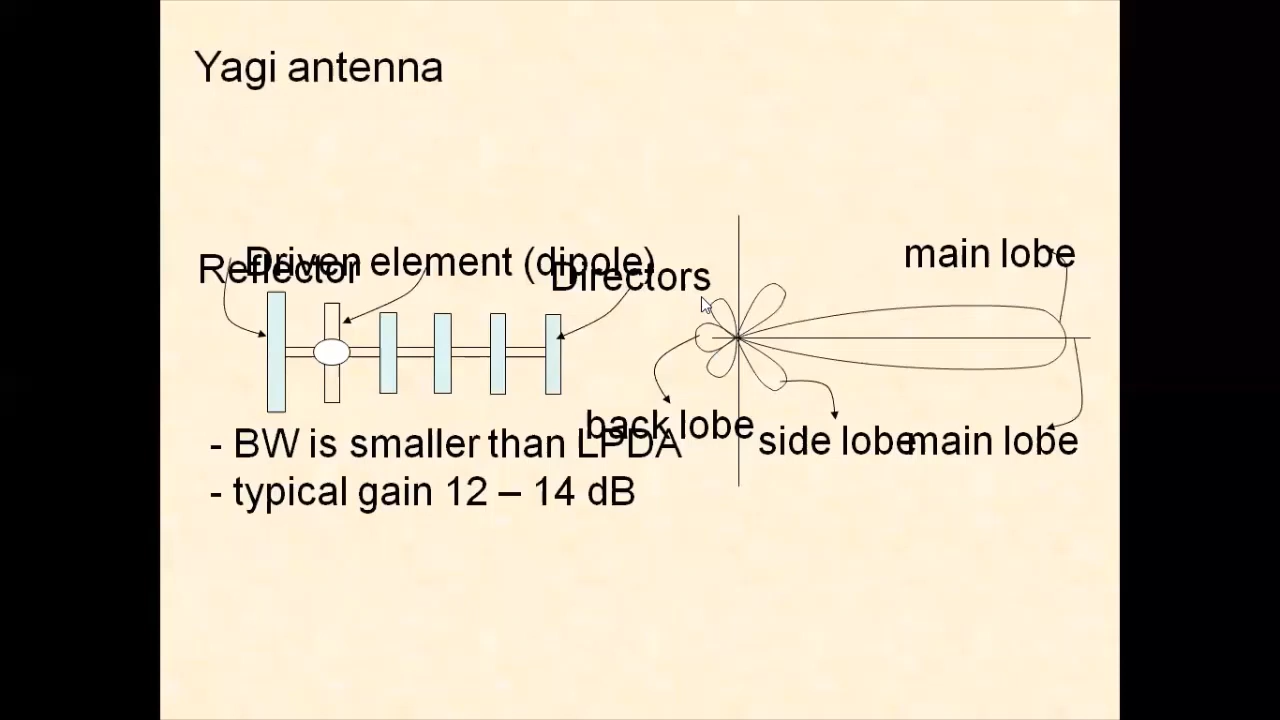 Yagi antenna
Reflector
Driven element (dipole)
Directors
main lobe
back lobe
side lobe
main lobe
- BW is smaller than LPDA
- typical gain 12 – 14 dB